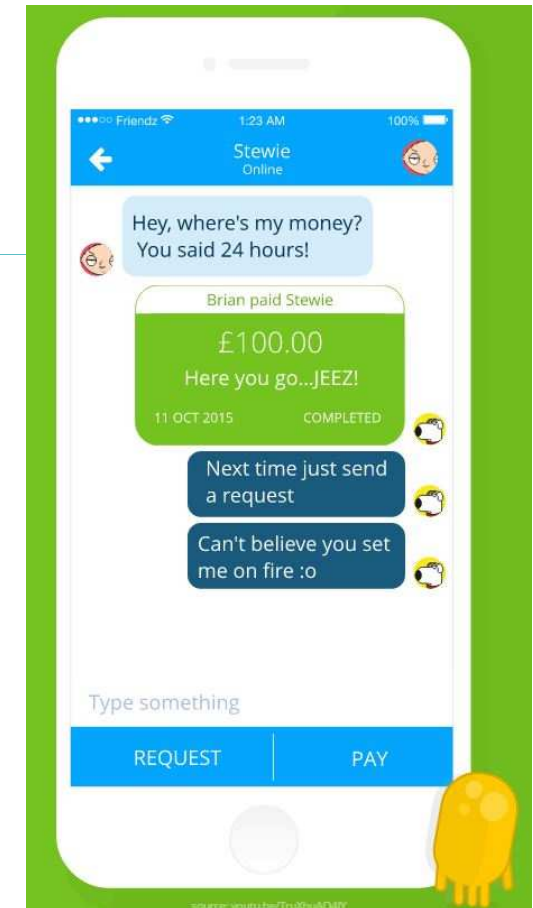 Friendz 1:23 AM 100%
Stewie
Online
Hey, where's my money?
You said 24 hours!
Brian paid Stewie
£100.00
Here you go...JEEZ!
11 OCT 2015 COMPLETED
Next time just send
a request
Can't believe you set
me on fire :o
Type something
REQUEST PAY